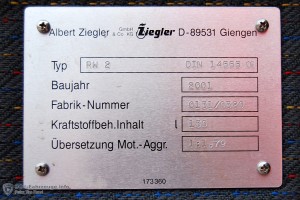 Albert Ziegler GmbH & Co. KG Ziegler D-89531 Giengen
Typ RW 2 DIN 14555
Baujahr 2001
Fabrik-Nummer
Kraftstoffbeh.Inhalt l
Übersetzung Mot.-Aggr.
173360